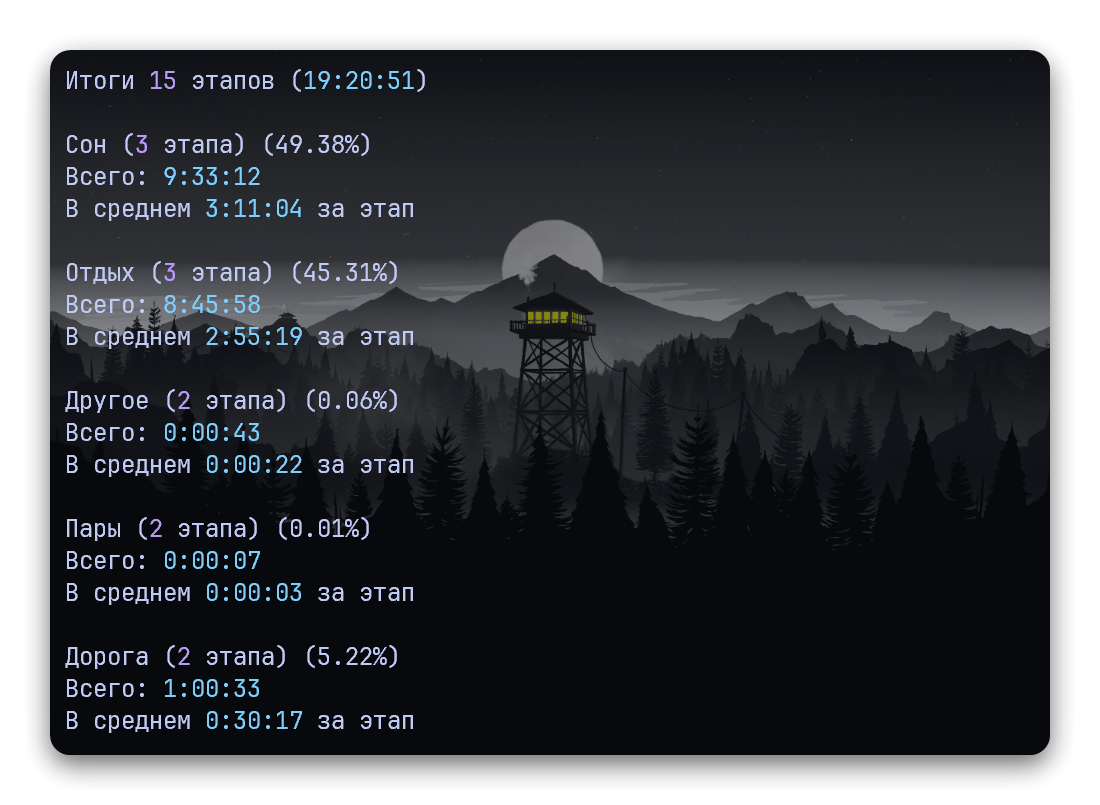 Итоги 15 этапов (19:20:51)
Сон (3 этапа) (49.38%)
Всего: 9:33:12
В среднем 3:11:04 за этап
Отдых (3 этапа) (45.31%)
Всего: 8:45:58
В среднем 2:55:19 за этап
Другое (2 этапа) (0.06%)
Всего: 0:00:43
В среднем 0:00:22 за этап
Пары (2 этапа) (0.01%)
Всего: 0:00:07
В среднем 0:00:03 за этап
Дорога (2 этапа) (5.22%)
Всего: 1:00:33
В среднем 0:30:17 за этап